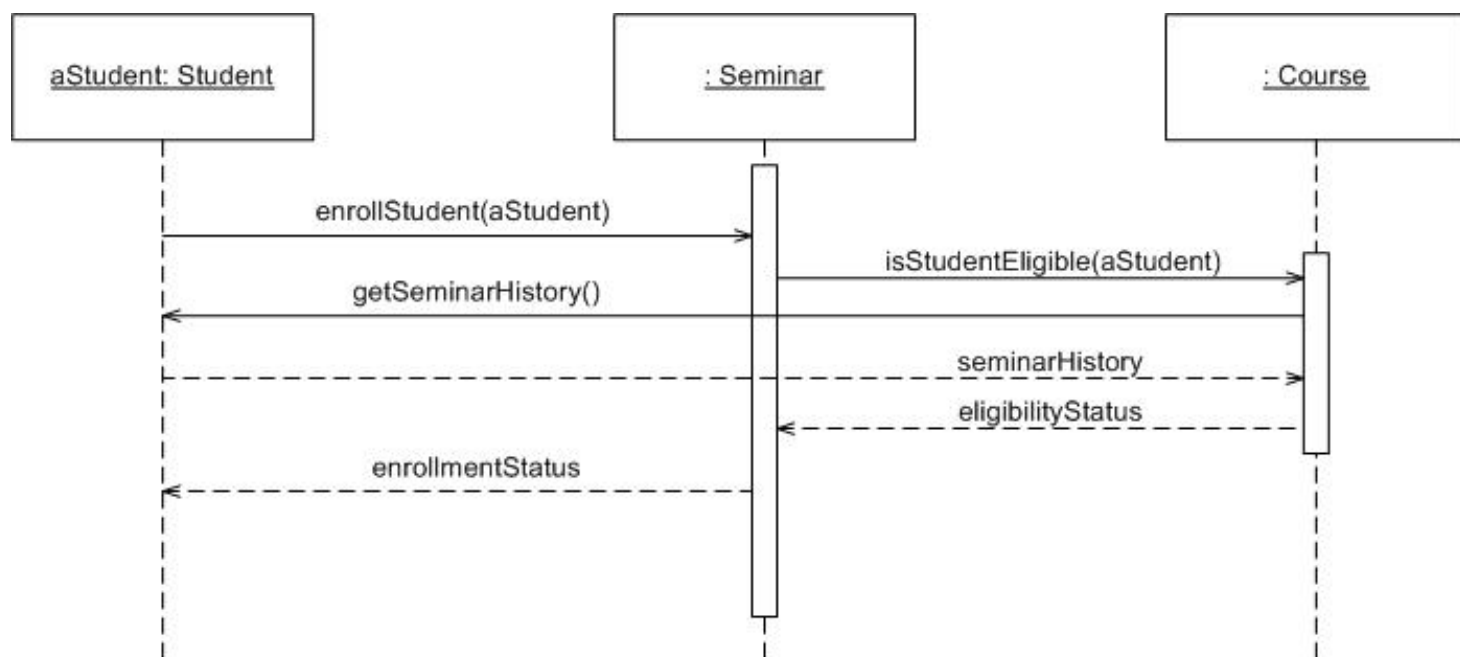 aStudent: Student
: Seminar
: Course
enrollStudent(aStudent)
isStudentEligible(aStudent)
getSeminarHistory()
seminarHistory
eligibilityStatus
enrollmentStatus